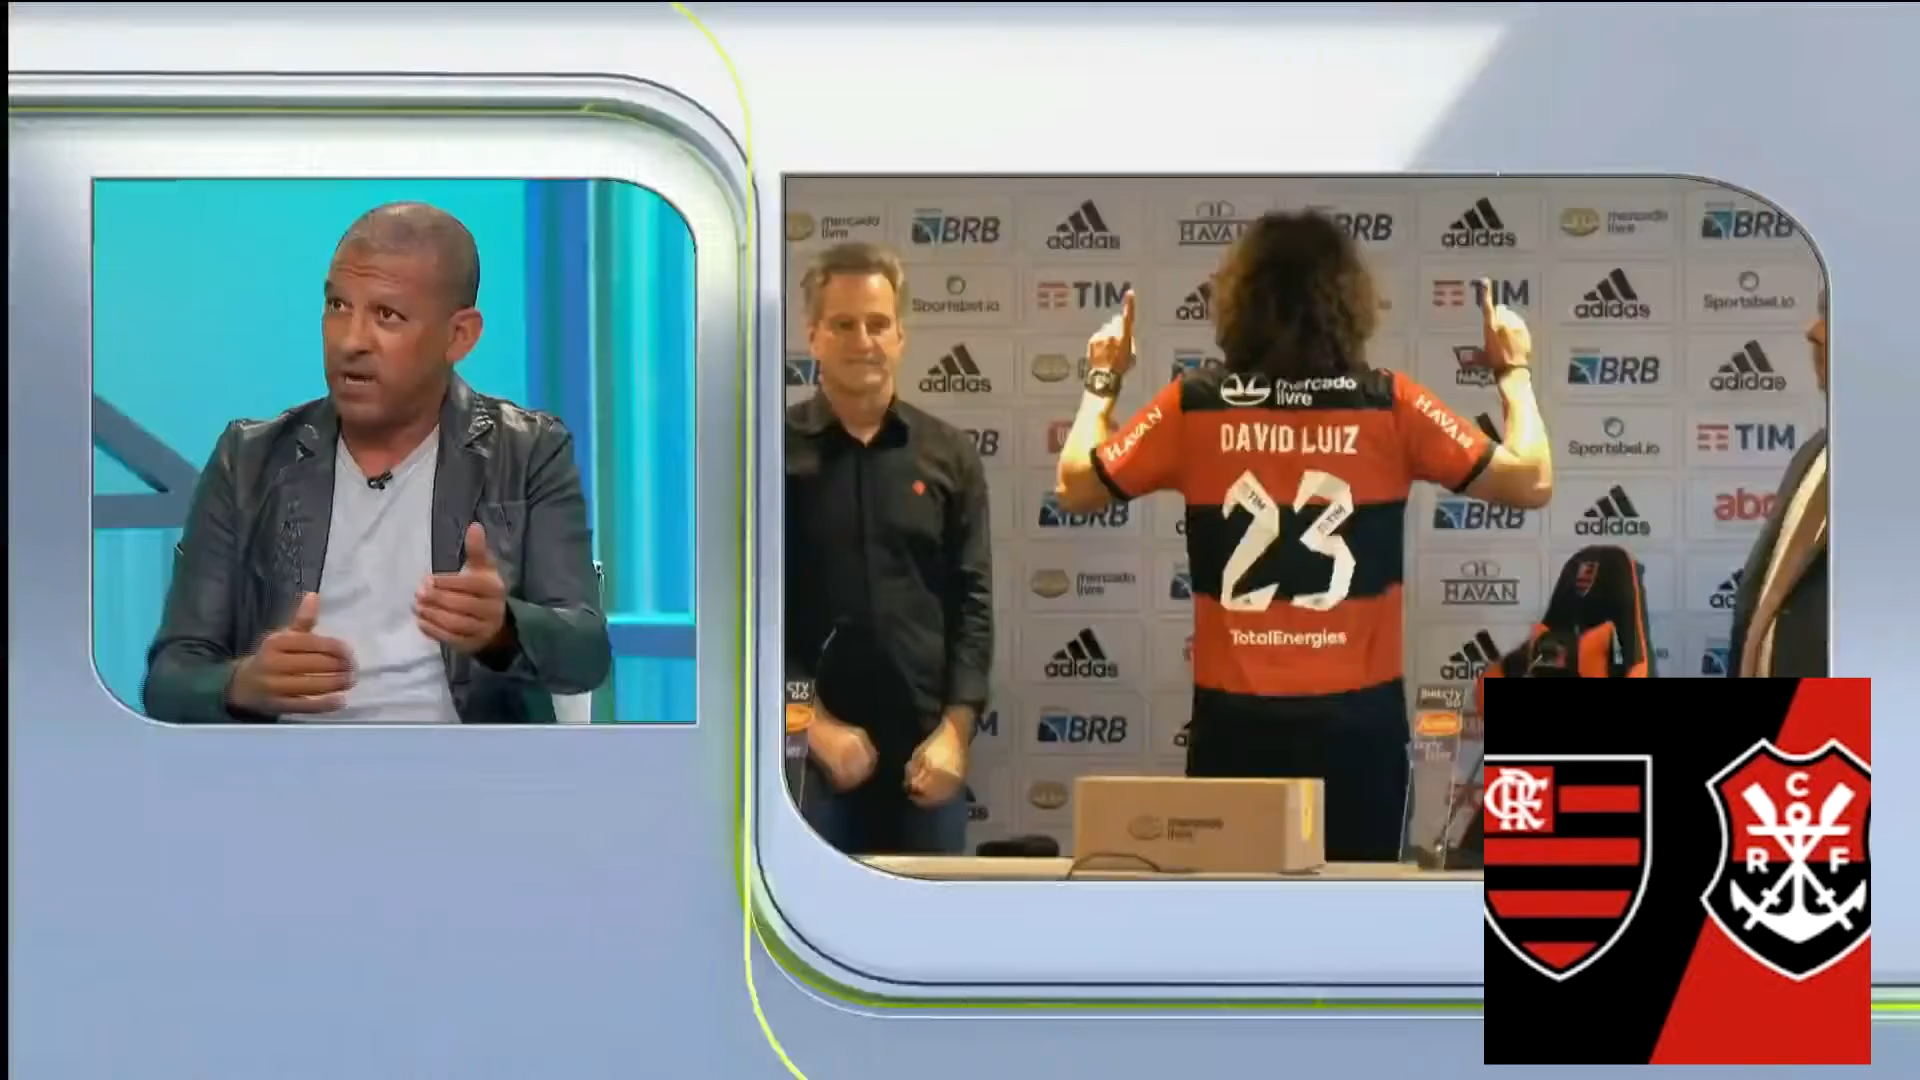 mercado
livre
BRB
adidas
HAVAN
BRB
adidas
mercado
livre
BRB
Sportsbet.io
TIM
adidas
TIM
adidas
Sportsbet.io
adidas
BRB
adidas
mercado
livre
HAVAN
HAVAN
DAVID LUIZ
Sportsbet.io
TIM
BRB
23
TIM
TIM
BRB
adidas
mercado
livre
HAVAN
TotalEnergies
adidas
BRB
mercado
livre
CRF
C
R
F